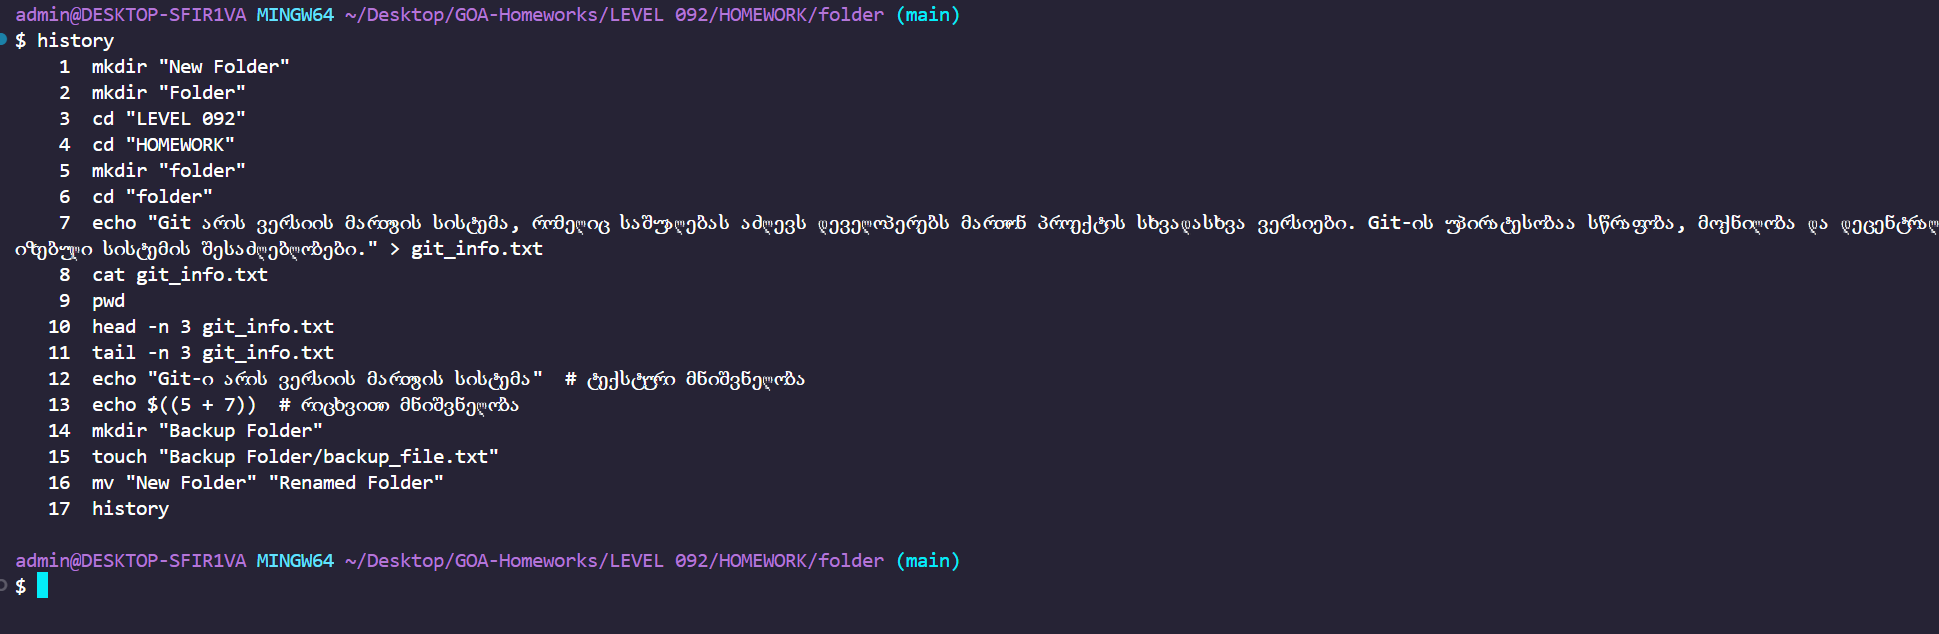 admin@DESKTOP-SFIR1VA MINGW64 ~/Desktop/GOA-Homeworks/LEVEL 092/HOMEWORK/folder (main)
$ history
1 mkdir "New Folder"
2 mkdir "Folder"
3 cd "LEVEL 092"
4 cd "HOMEWORK"
5 mkdir "folder"
6 cd "folder"
7 echo "Git არის ვერსიის მართვის სისტემა, რომელიც საშუალებას აძლევს დეველოპერებს მართონ პროექტის სხვადასხვა ვერსიები. Git-ის უპირატესობაა სწრაფობა, მოქნილობა და დეცენტრალ
იზებული სისტემის შესაძლებლობები." > git_info.txt
8 cat git_info.txt
9 pwd
10 head -n 3 git_info.txt
11 tail -n 3 git_info.txt
12 echo "Git-ი არის ვერსიის მართვის სისტემა" # ტექსტური მნიშვნელობა
13 echo $((5 + 7)) # რიცხვითი მნიშვნელობა
14 mkdir "Backup Folder"
15 touch "Backup Folder/backup_file.txt"
16 mv "New Folder" "Renamed Folder"
17 history
admin@DESKTOP-SFIR1VA MINGW64 ~/Desktop/GOA-Homeworks/LEVEL 092/HOMEWORK/folder (main)
$